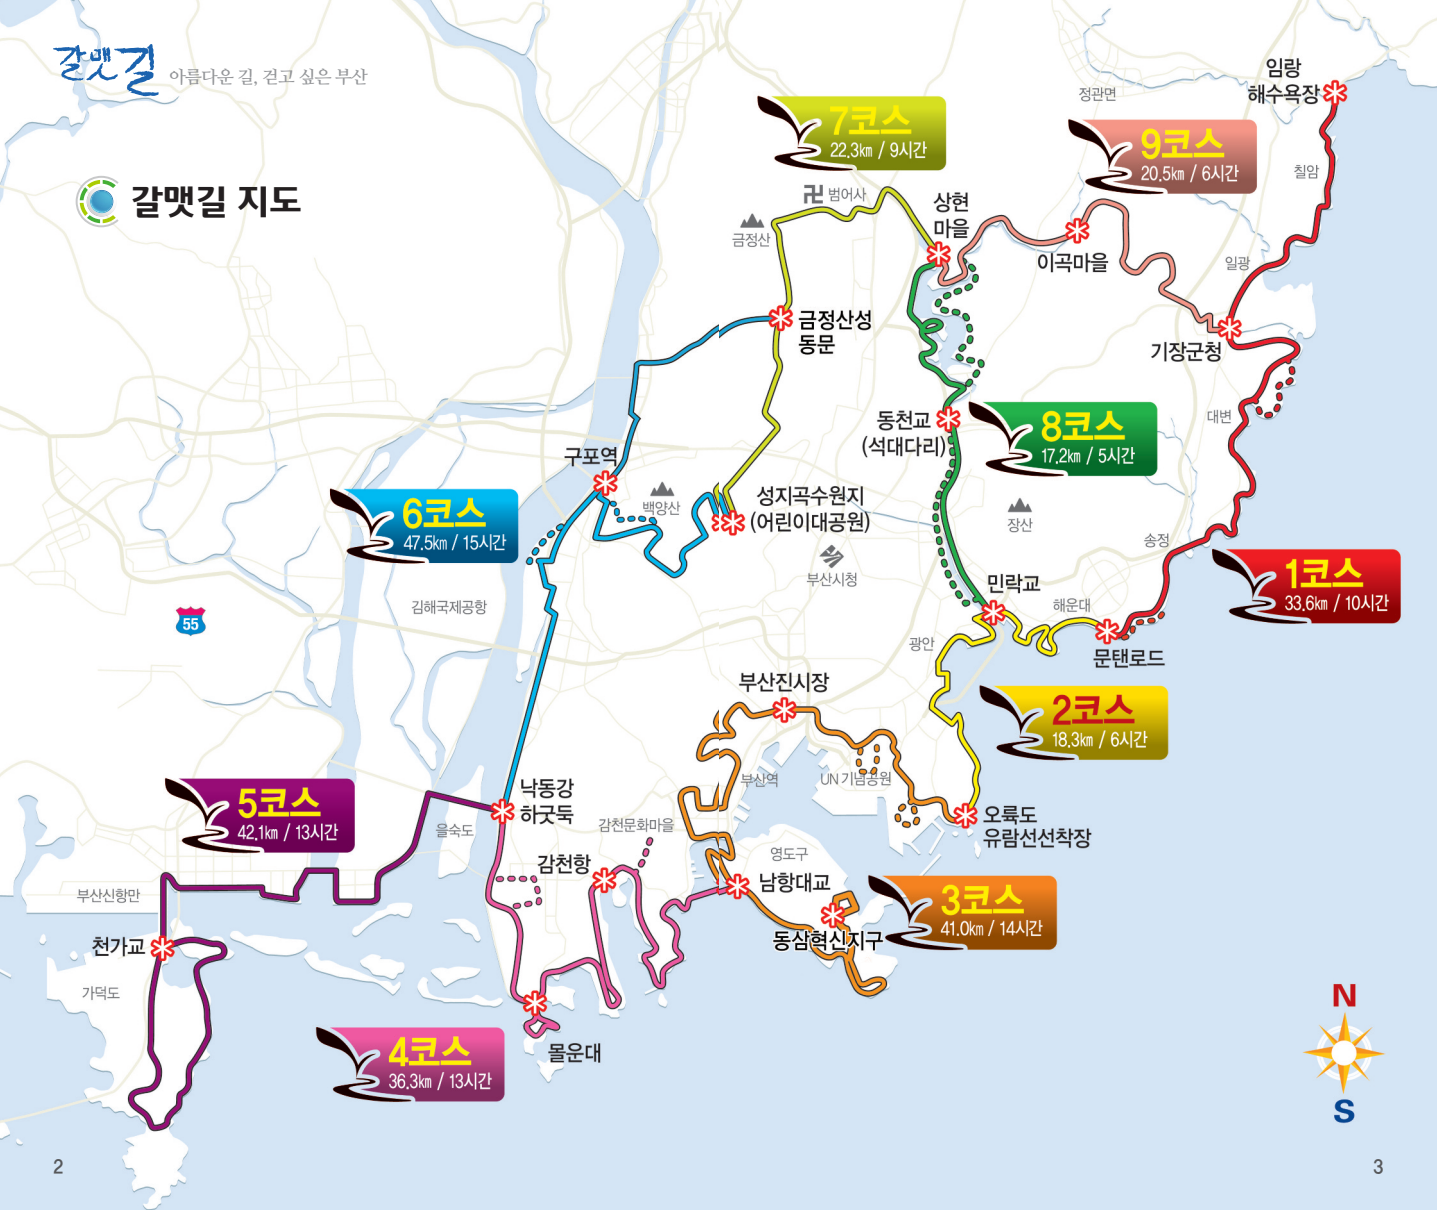 갈맷길
아름다운 길, 걷고 싶은 부산
갈맷길 지도
임랑
해수욕장
정관면
7코스
22.3㎞ / 9시간
9코스
20.5㎞ / 6시간
칠암
범어사
상현
마을
금정산
이곡마을
일광
금정산성
동문
기장군청
동천교
(석대다리)
8코스
17.2㎞ / 5시간
대변
구포역
백양산
성지곡수원지
(어린이대공원)
6코스
47.5㎞ / 15시간
장산
송정
부산시청
1코스
33.6㎞ / 10시간
민락교
해운대
김해국제공항
55
광안
문탠로드
부산진시장
2코스
18.3㎞ / 6시간
부산역
UN 기념공원
5코스
42.1㎞ / 13시간
낙동강
하굿둑
을숙도
감천문화마을
오륙도
유람선선착장
감천항
영도구
남항대교
부산신항만
3코스
41.0㎞ / 14시간
동삼혁신지구
천가교
가덕도
4코스
36.3㎞ / 13시간
몰운대
N
S
2
3